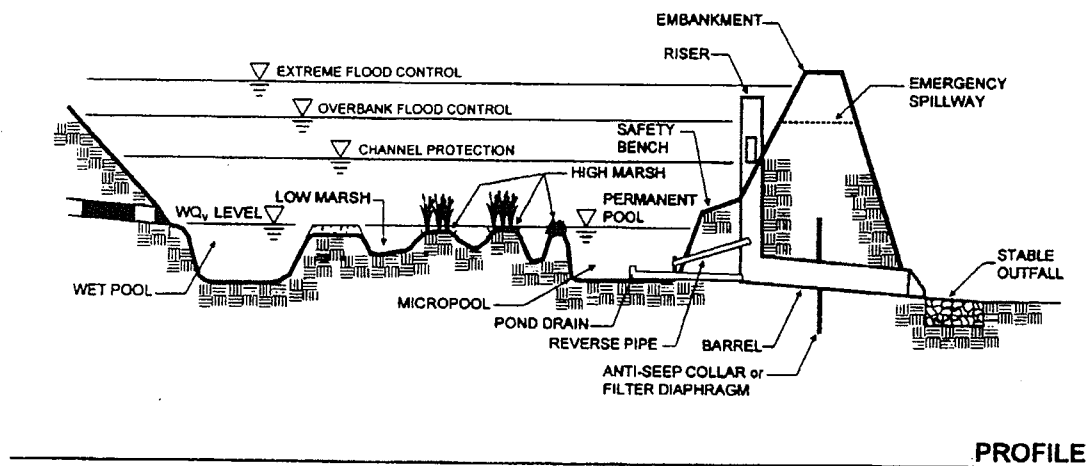 EMBANKMENT
RISER
EXTREME FLOOD CONTROL
EMERGENCY
SPILLWAY
OVERBANK FLOOD CONTROL
SAFETY
BENCH
CHANNEL PROTECTION
HIGH MARSH
LOW MARSH
PERMANENT
POOL
WQv LEVEL
STABLE
OUTFALL
WET POOL
MICROPOOL
POND DRAIN
REVERSE PIPE
BARREL
ANTI-SEEP COLLAR or
FILTER DIAPHRAGM
PROFILE